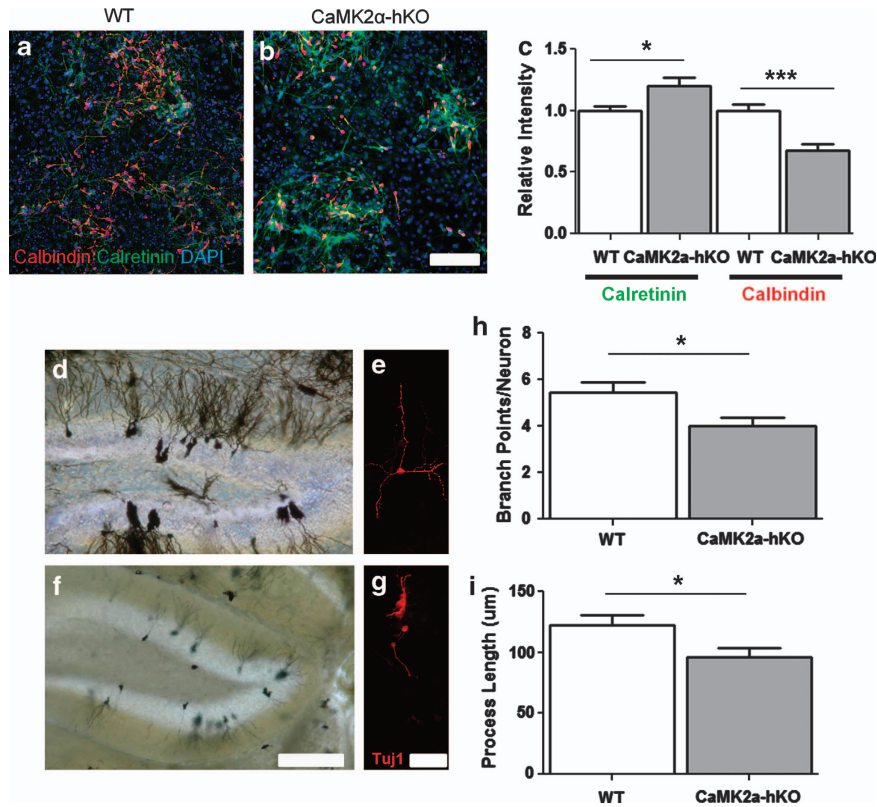 WT
CaMK2α-hKO
a
b
Calbindin Calretinin DAPI
c
Relative Intensity
1.5
1.0
0.5
0.0
*
***
WT CaMK2a-hKO WT CaMK2a-hKO
Calretinin Calbindin
d
e
f
g
Tuj1
h
Branch Points/Neuron
8
6
4
2
0
*
WT CaMK2a-hKO
i
Process Length (um)
150
100
50
0
*
WT CaMK2a-hKO